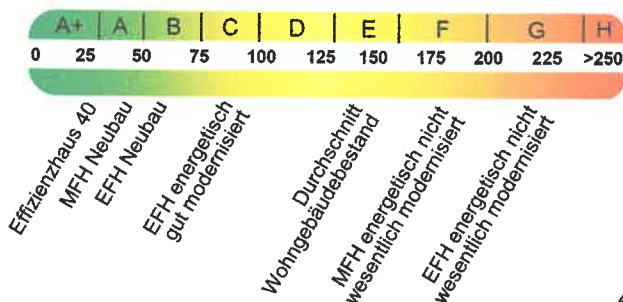 A+ A B C D E F G H
0 25 50 75 100 125 150 175 200 225 >250
Effizienzhaus 40
MFH Neubau
EFH Neubau
EFH energetisch
gut modernisiert
Durchschnitt
Wohngebäudebestand
MFH energetisch nicht
wesentlich modernisiert
EFH energetisch nicht
wesentlich modernisiert